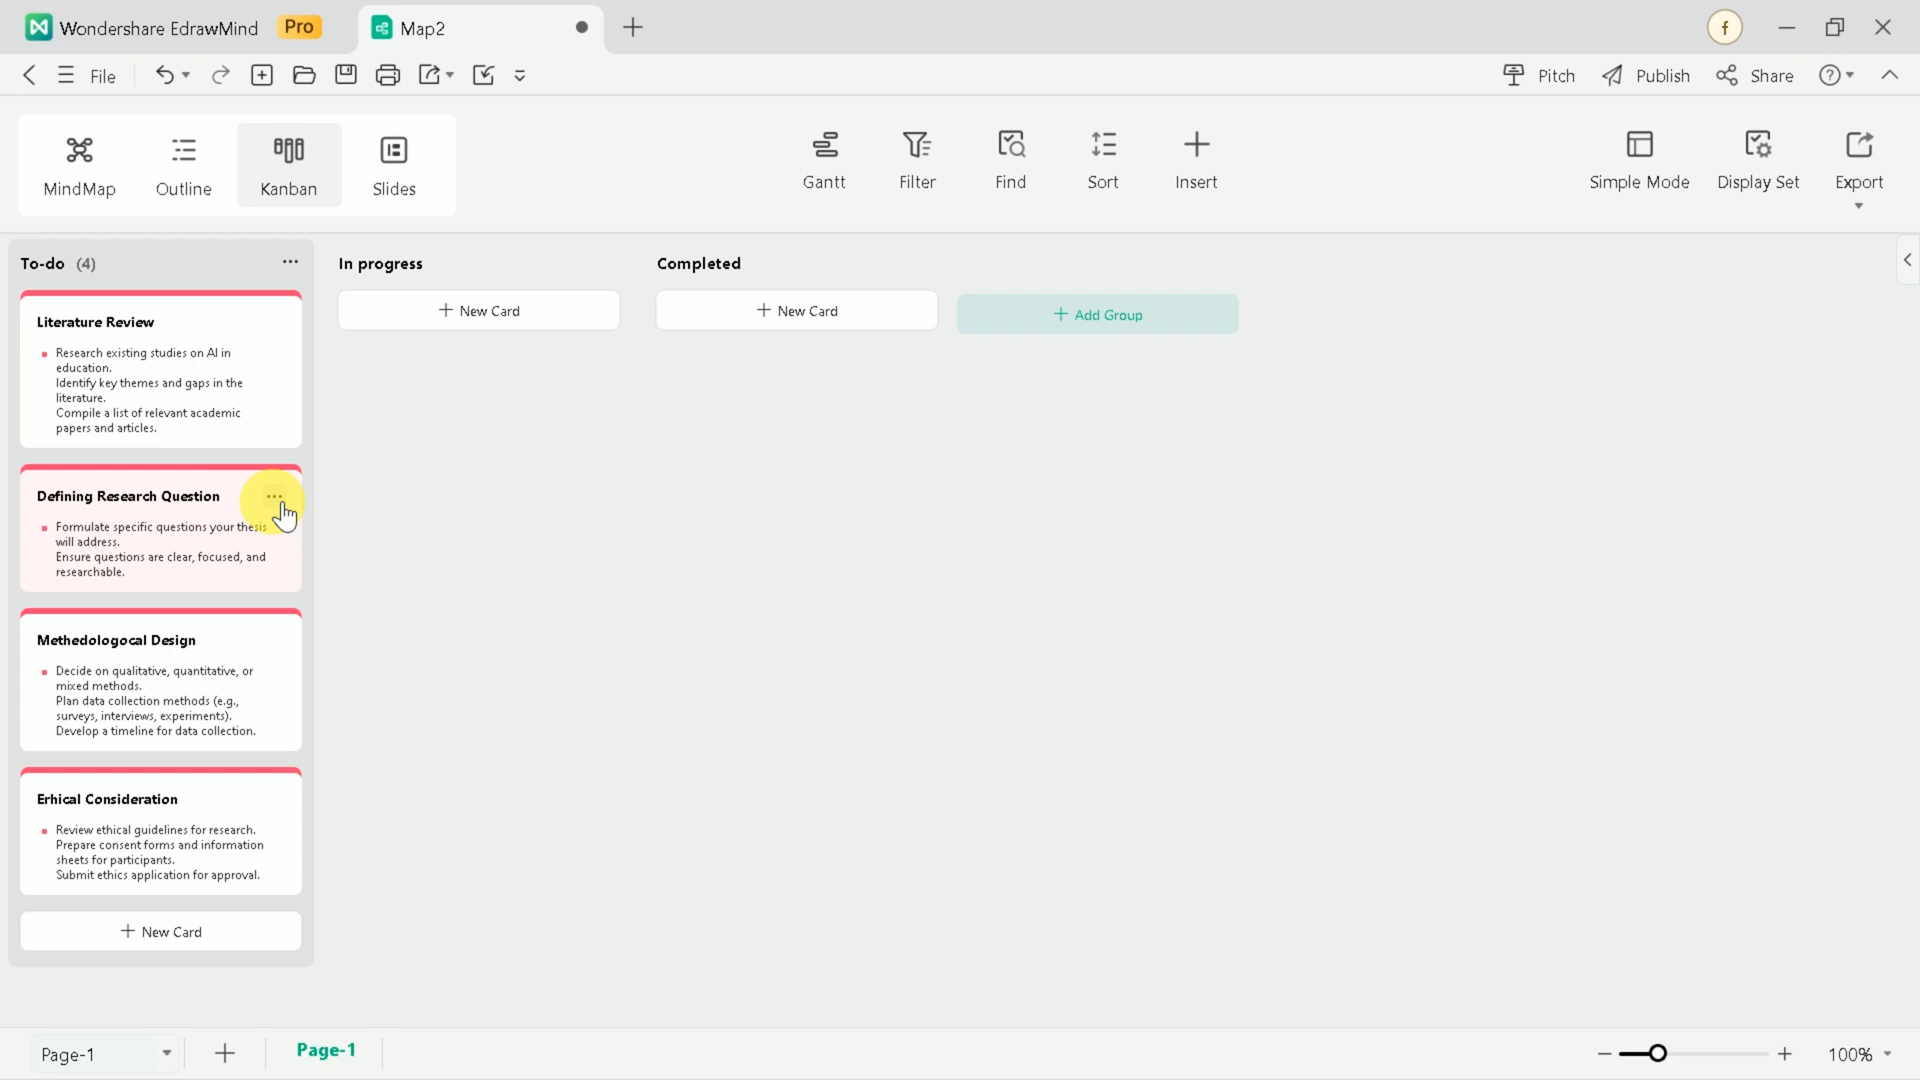 Wondershare EdrawMind Pro
Map2
f
File
Pitch
Publish
Share
MindMap
Outline
Kanban
Slides
Gantt
Filter
Find
Sort
Insert
Simple Mode
Display Set
Export
To-do (4)
Literature Review
Research existing studies on AI in
education.
Identify key themes and gaps in the
literature.
Compile a list of relevant academic
papers and articles.
Defining Research Question
Formulate specific questions your thesis
will address.
Ensure questions are clear, focused, and
researchable.
Methedologocal Design
Decide on qualitative, quantitative, or
mixed methods.
Plan data collection methods (e.g.,
surveys, interviews, experiments).
Develop a timeline for data collection.
Erhical Consideration
Review ethical guidelines for research.
Prepare consent forms and information
sheets for participants.
Submit ethics application for approval.
New Card
In progress
New Card
Completed
New Card
Add Group
Page-1
Page-1
100%